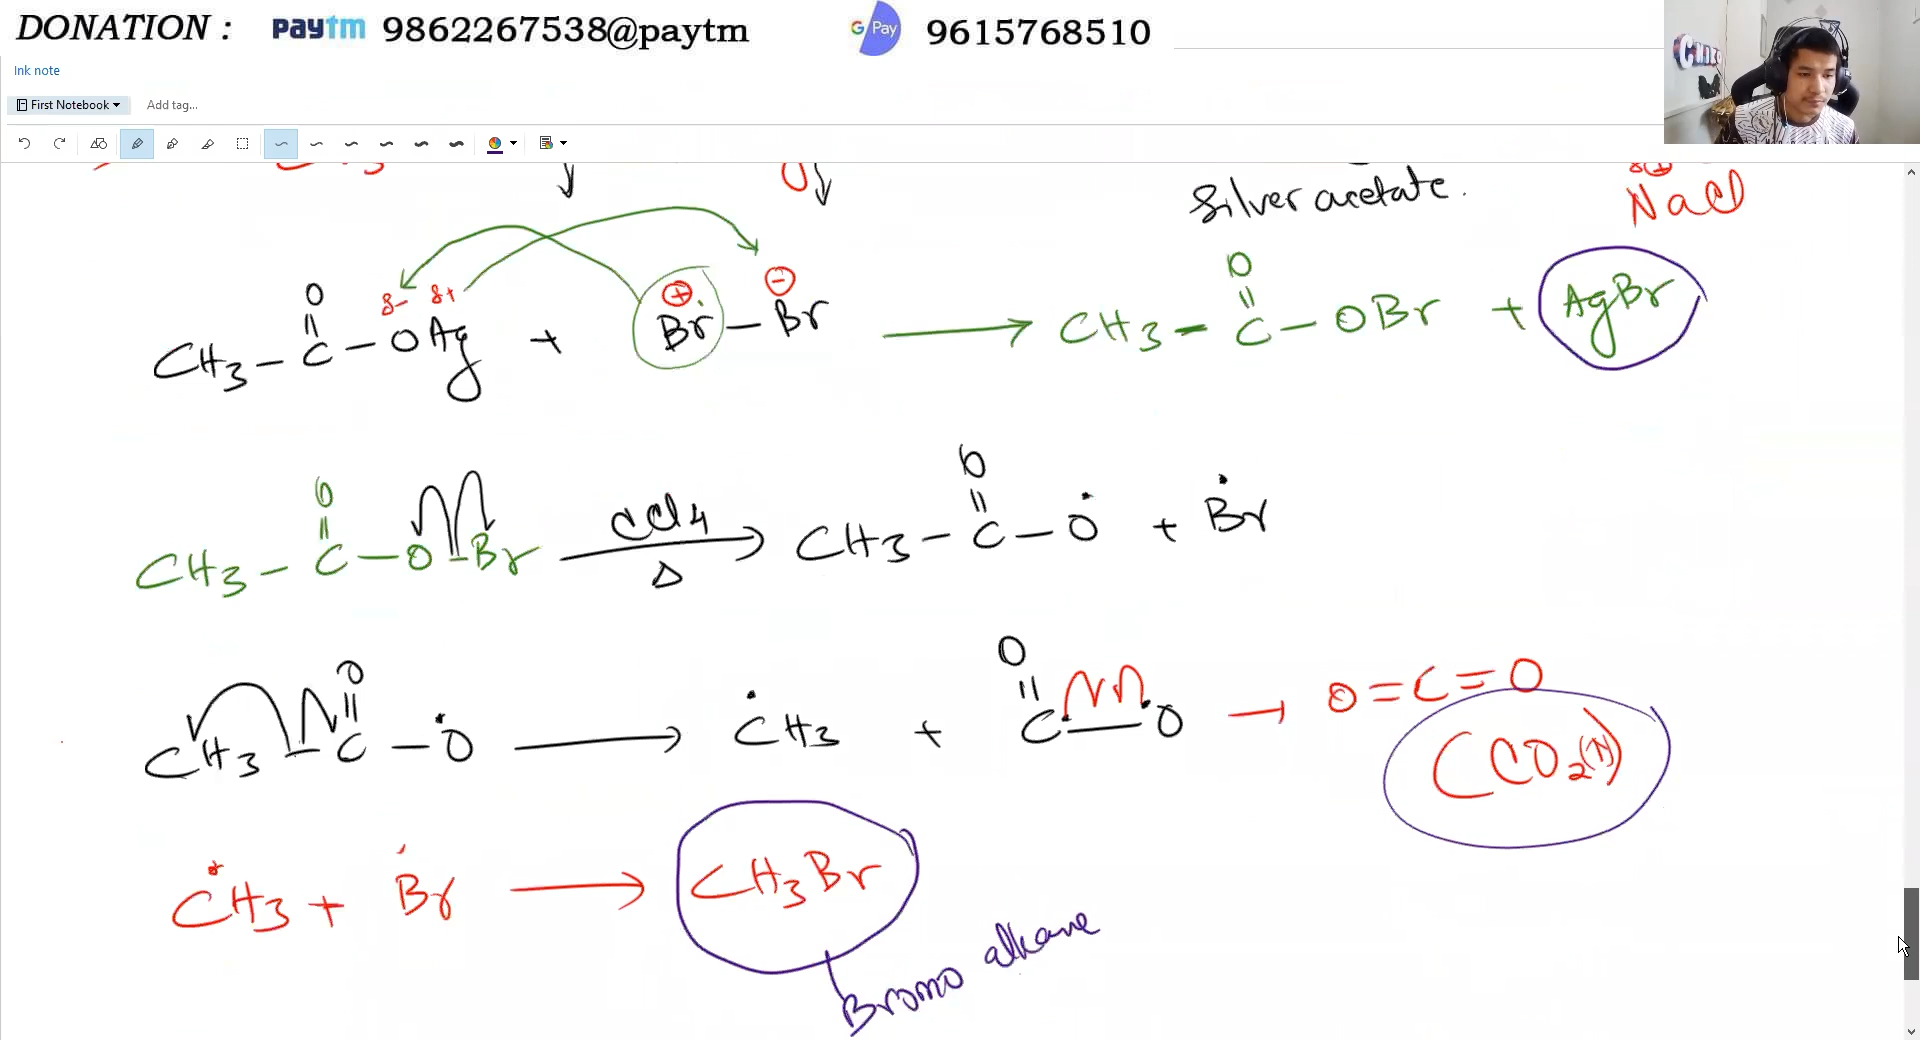 DONATION : paytm 9862267538@paytm G Pay 9615768510
Ink note
First Notebook Add tag...
Silver acetate.
NaCl
CH3 - C - OAg + Br - Br → CH3 - C - OBr + AgBr
O δ- δ+ ⊕ ⊖ O
CH3 - C - O - Br CCl4 Δ → CH3 - C - O + Br
O O
CH3 - C - O → CH3 + C - O → O=C=O
O O
CO2(↑)
CH3 + Br → CH3Br
Bromo alkane